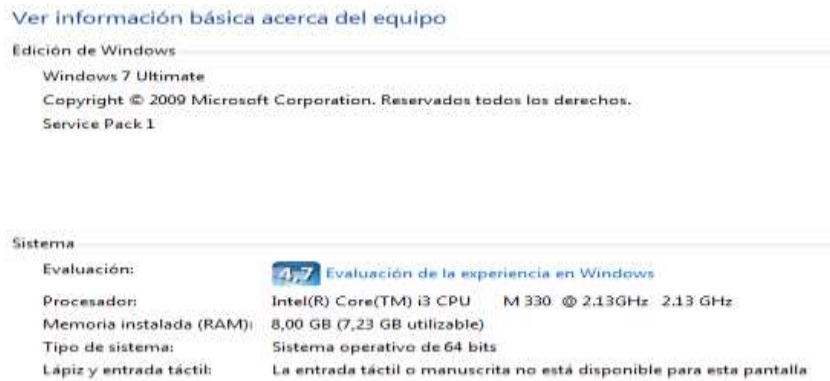 Ver información básica acerca del equipo
Edición de Windows
Windows 7 Ultimate
Copyright © 2009 Microsoft Corporation. Reservados todos los derechos.
Service Pack 1
Sistema
Evaluación: 4,7 Evaluación de la experiencia en Windows
Procesador: Intel(R) Core(TM) i3 CPU M 330 @ 2.13GHz 2.13 GHz
Memoria instalada (RAM): 8,00 GB (7,23 GB utilizable)
Tipo de sistema: Sistema operativo de 64 bits
Lápiz y entrada táctil: La entrada táctil o manuscrita no está disponible para esta pantalla